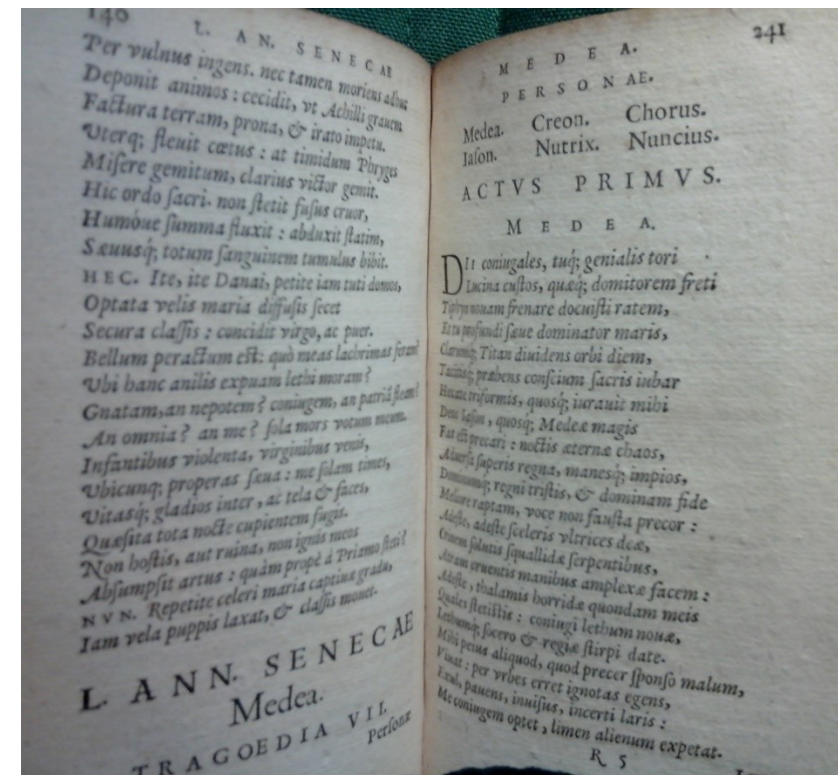 140
L. AN. SENECAE
Per vulnus ingens. nec tamen moriens adhuc
Deponit animos : cecidit, vt Achilli grauem
Factura terram, prona, & irato impetu.
Vterq; fleuit cœtus : at timidum Phryges
Misere gemitum, clarius victor gemit.
Hic ordo sacri. non stetit fusus cruor,
Humóue summa fluxit : abduxit statim,
Sæuusq́; totum sanguinem tumulus bibit.
HEC. Ite, ite Danai, petite iam tuti domos,
Optata velis maria diffusis secet
Secura classis : concidit virgo, ac puer.
Bellum peractum est: quò meas lachrimas feram?
Vbi hanc anilis expuam lethi moram ?
Gnatam, an nepotem ? coniugem, an patriā fleam?
An omnia ? an me ? sola mors votum meum.
Infantibus violenta, virginibus venis,
Vbicunq; properas sæua : me solam times,
Vitasq́; gladios inter, ac tela & faces,
Quæsita tota nocte cupientem fugis.
Non hostis, aut ruina, non ignis meos
Absumpsit artus : quàm propè à Priamo steti ?
NVN. Repetite celeri maria captiuæ gradu,
Iam vela puppis laxat, & classis mouet.
L. ANN. SENECAE
Medea.
TRAGOEDIA VII.
Personæ
241
MEDEA.
PERSONAE.
Medea. Creon. Chorus.
Iason. Nutrix. Nuncius.
ACTVS PRIMVS.
MEDEA.
DII coniugales, tuq́; genialis tori
Lucina custos, quæq́; domitorem freti
Tiphyn nouam frenare docuisti ratem,
Et tu profundi sæue dominator maris,
Clarumq́; Titan diuidens orbi diem,
Tacitisq́; præbens conscium sacris iubar
Hecate triformis, quosq́; iurauit mihi
Deos Iason, quosq́; Medeæ magis
Fas est precari : noctis æternæ chaos,
Aduersa superis regna, manesq́; impios,
Dominumq́; regni tristis, & dominam fide
Meliore raptam, voce non fausta precor :
Adeste, adeste sceleris vltrices deæ,
Crinem solutis squallidæ serpentibus,
Atram cruentis manibus amplexæ facem :
Adeste, thalamis horridæ quondam meis
Quales stetistis : coniugi lethum nouæ,
Lethumq́; socero & regiæ stirpi date.
Mihi peius aliquod, quod precer sponso malum,
Viuat : per vrbes erret ignotas egens,
Exul, pauens, inuisus, incerti laris :
Me coniugem optet, limen alienum expetat.
R 5